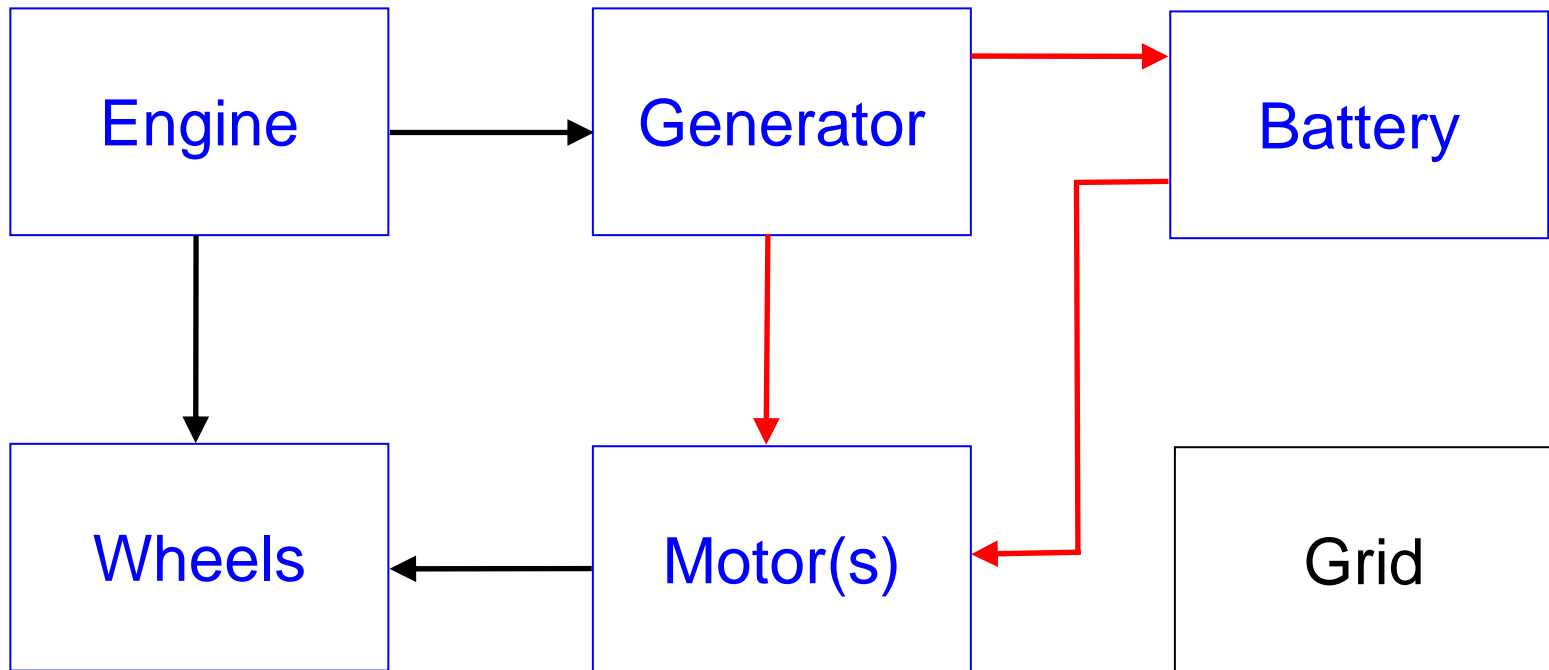 Engine
Generator
Battery
Wheels
Motor(s)
Grid